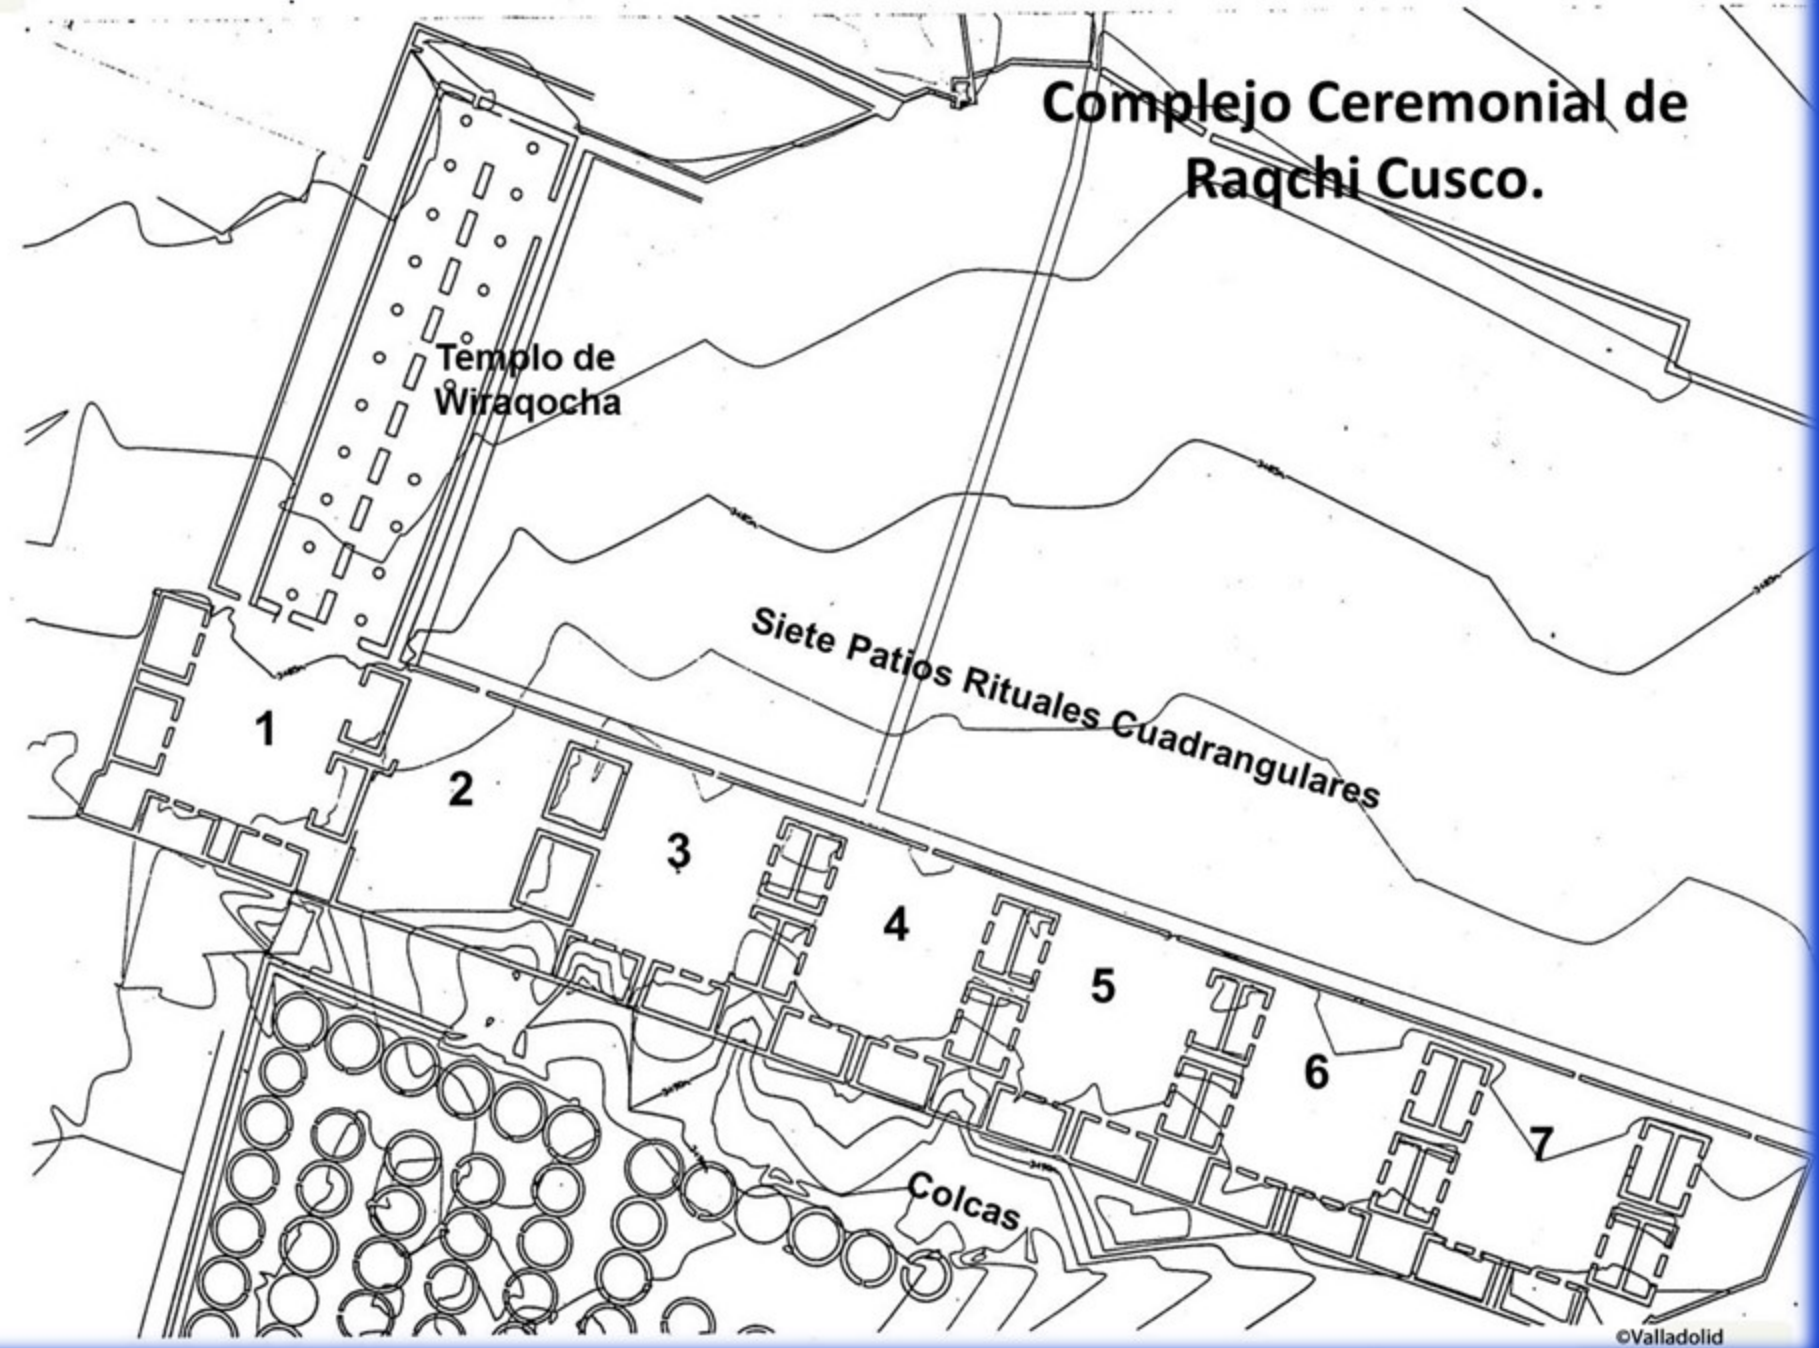 Complejo Ceremonial de
Raqchi Cusco.
Templo de
Wiraqocha
Siete Patios Rituales Cuadrangulares
1
2
3
4
5
6
7
Colcas
©Valladolid